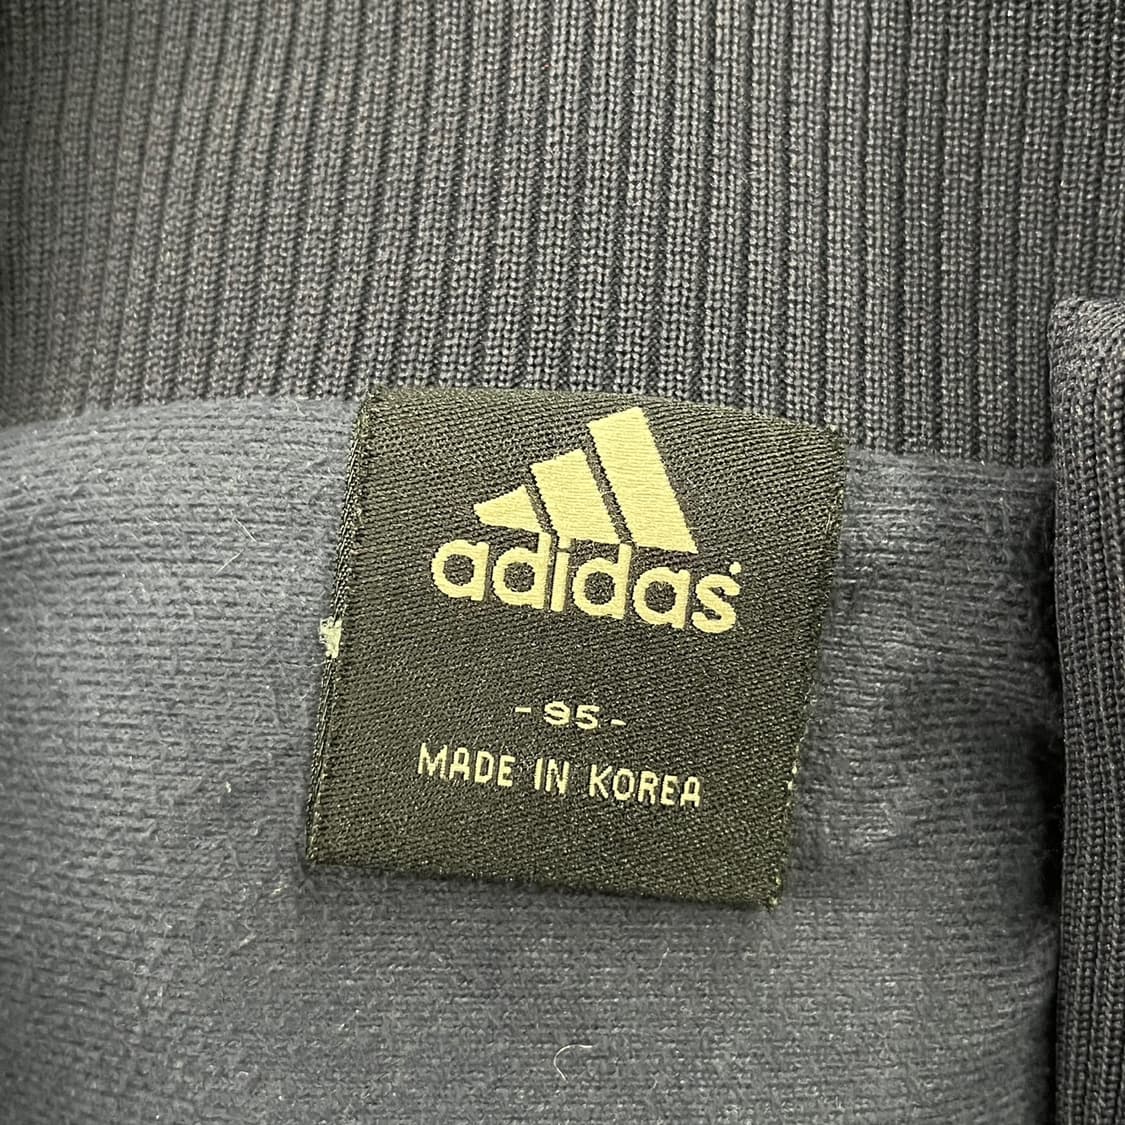 adidas
- 95 -
MADE IN KOREA